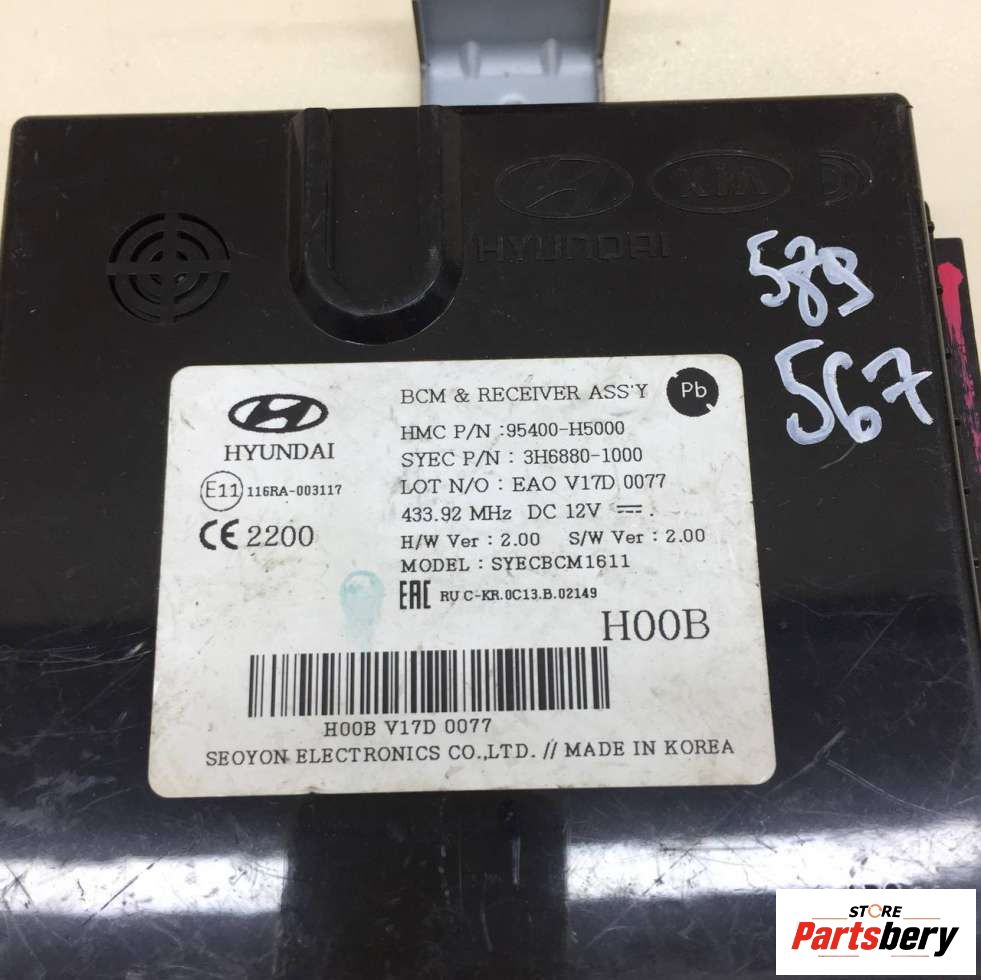 HYUNDAI
KIA
589
567
HYUNDAI
BCM & RECEIVER ASS'Y
Pb
HMC P/N :95400-H5000
SYEC P/N : 3H6880-1000
LOT N/O : EAO V17D 0077
433.92 MHz DC 12V
H/W Ver : 2.00 S/W Ver : 2.00
MODEL : SYECBCM1611
E11 116RA-003117
CE 2200
EAC RU C-KR.0C13.B.02149
H00B
H00B V17D 0077
SEOYON ELECTRONICS CO.,LTD. // MADE IN KOREA
STORE
Partsbery